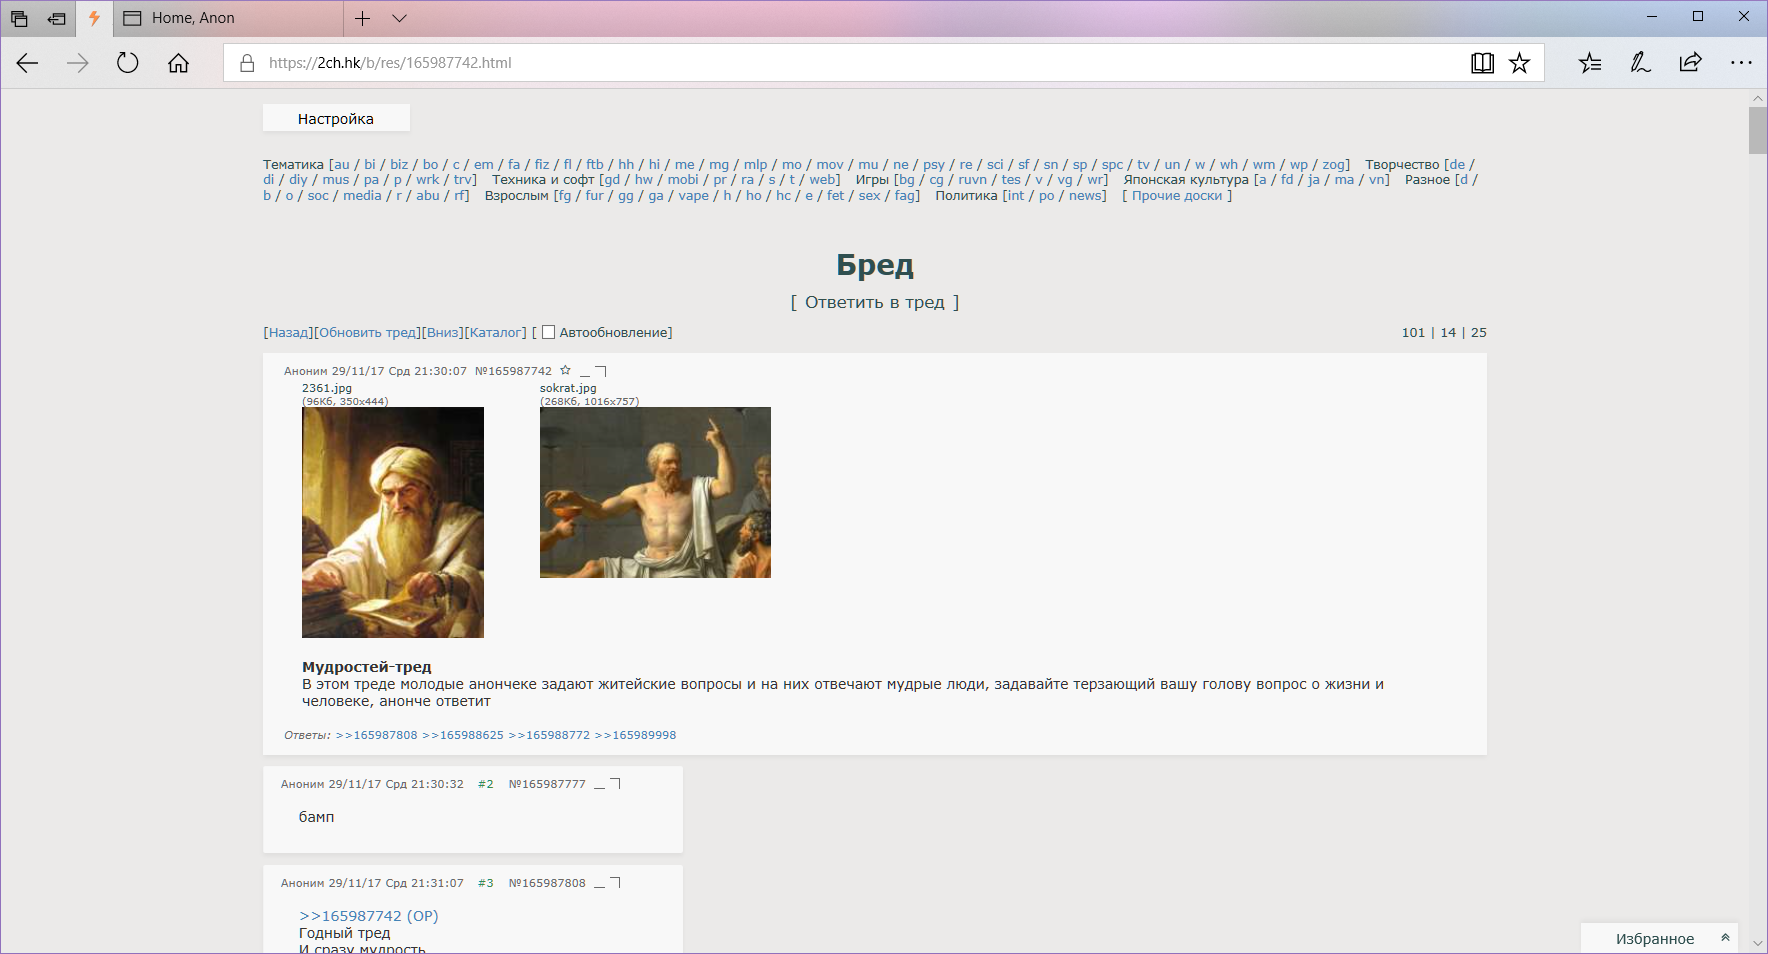 Home, Anon
https://2ch.hk/b/res/165987742.html
Настройка
Тематика [au / bi / biz / bo / c / em / fa / fiz / fl / ftb / hh / hi / me / mg / mlp / mo / mov / mu / ne / psy / re / sci / sf / sn / sp / spc / tv / un / w / wh / wm / wp / zog] Творчество [de /
di / diy / mus / pa / p / wrk / trv] Техника и софт [gd / hw / mobi / pr / ra / s / t / web] Игры [bg / cg / ruvn / tes / v / vg / wr] Японская культура [a / fd / ja / ma / vn] Разное [d /
b / o / soc / media / r / abu / rf] Взрослым [fg / fur / gg / ga / vape / h / ho / hc / e / fet / sex / fag] Политика [int / po / news] [ Прочие доски ]
Бред
[ Ответить в тред ]
[Назад][Обновить тред][Вниз][Каталог] [ Автообновление] 101 | 14 | 25
Аноним 29/11/17 Срд 21:30:07 №165987742
2361.jpg sokrat.jpg
(96Кб, 350x444) (268Кб, 1016x757)
Мудростей-тред
В этом треде молодые анончеке задают житейские вопросы и на них отвечают мудрые люди, задавайте терзающий вашу голову вопрос о жизни и
человеке, анонче ответит
Ответы: >>165987808 >>165988625 >>165988772 >>165989998
Аноним 29/11/17 Срд 21:30:32 #2 №165987777
бамп
Аноним 29/11/17 Срд 21:31:07 #3 №165987808
>>165987742 (OP)
Годный тред
И сразу мудрость
Избранное